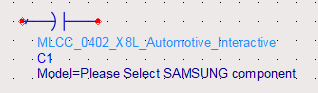 MLCC_0402_X8L_Automotive_Interactive
C1
Model=Please Select SAMSUNG component